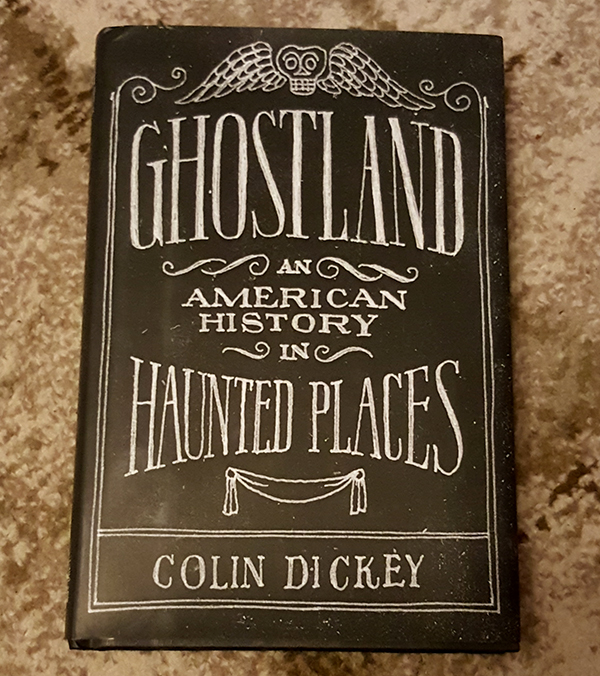 GHOSTLAND
AN
AMERICAN
HISTORY
IN
HAUNTED PLACES
COLIN DICKEY